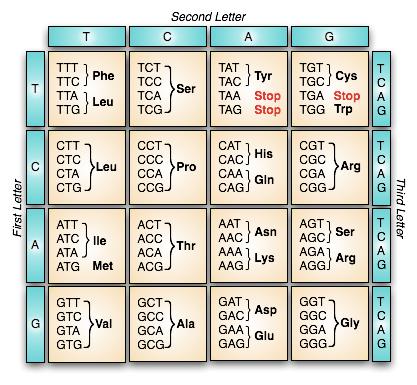 Second Letter
T C A G
First Letter
T
TTT
TTC
TTA
TTG
Phe
Leu
TCT
TCC
TCA
TCG
Ser
TAT
TAC
TAA
TAG
Tyr
Stop
Stop
TGT
TGC
TGA
TGG
Cys
Stop
Trp
T
C
A
G
C
CTT
CTC
CTA
CTG
Leu
CCT
CCC
CCA
CCG
Pro
CAT
CAC
CAA
CAG
His
Gln
CGT
CGC
CGA
CGG
Arg
T
C
A
G
A
ATT
ATC
ATA
ATG
Ile
Met
ACT
ACC
ACA
ACG
Thr
AAT
AAC
AAA
AAG
Asn
Lys
AGT
AGC
AGA
AGG
Ser
Arg
T
C
A
G
G
GTT
GTC
GTA
GTG
Val
GCT
GCC
GCA
GCG
Ala
GAT
GAC
GAA
GAG
Asp
Glu
GGT
GGC
GGA
GGG
Gly
T
C
A
G
Third Letter